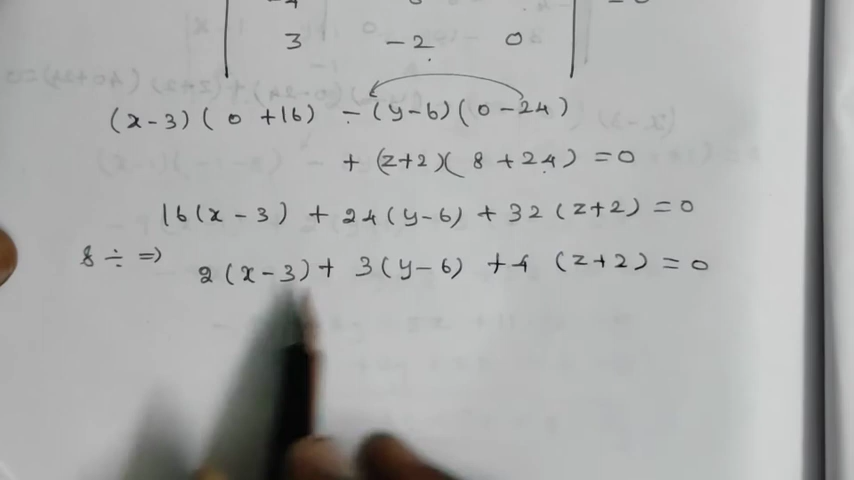 3 -2 0
(x-3)(0+16) - (y-6)(0-24)
+ (z+2)(8+24) = 0
16(x-3) + 24(y-6) + 32(z+2) = 0
8 ÷ ⇒ 2(x-3) + 3(y-6) + 4(z+2) = 0